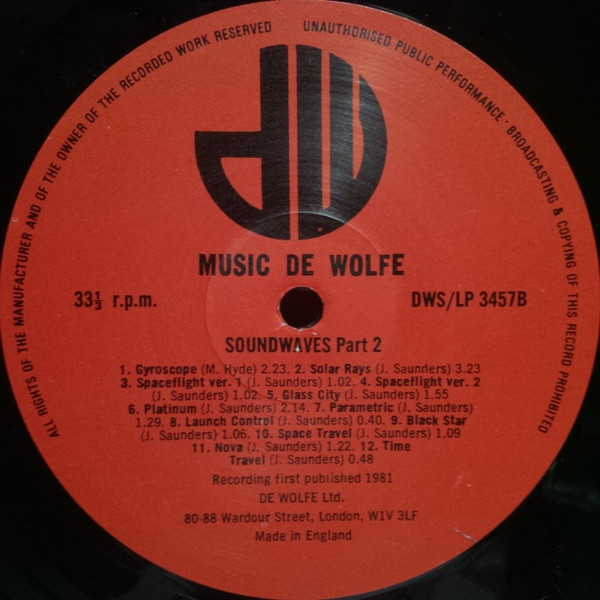 ALL RIGHTS OF THE MANUFACTURER AND OF THE OWNER OF THE RECORDED WORK RESERVED
UNAUTHORISED PUBLIC PERFORMANCE · BROADCASTING & COPYING OF THIS RECORD PROHIBITED
dW
MUSIC DE WOLFE
33⅓ r.p.m.
DWS/LP 3457B
SOUNDWAVES Part 2
1. Gyroscope (M. Hyde) 2.23. 2. Solar Rays (J. Saunders) 3.23
3. Spaceflight ver. 1 (J. Saunders) 1.02. 4. Spaceflight ver. 2
(J. Saunders) 1.02. 5. Glass City (J. Saunders) 1.55
6. Platinum (J. Saunders) 2.14. 7. Parametric (J. Saunders)
1.29. 8. Launch Control (J. Saunders) 0.40. 9. Black Star
(J. Saunders) 1.06. 10. Space Travel (J. Saunders) 1.09
11. Nova (J. Saunders) 1.22. 12. Time
Travel (J. Saunders) 0.48
Recording first published 1981
DE WOLFE Ltd.
80-88 Wardour Street, London, W1V 3LF
Made in England